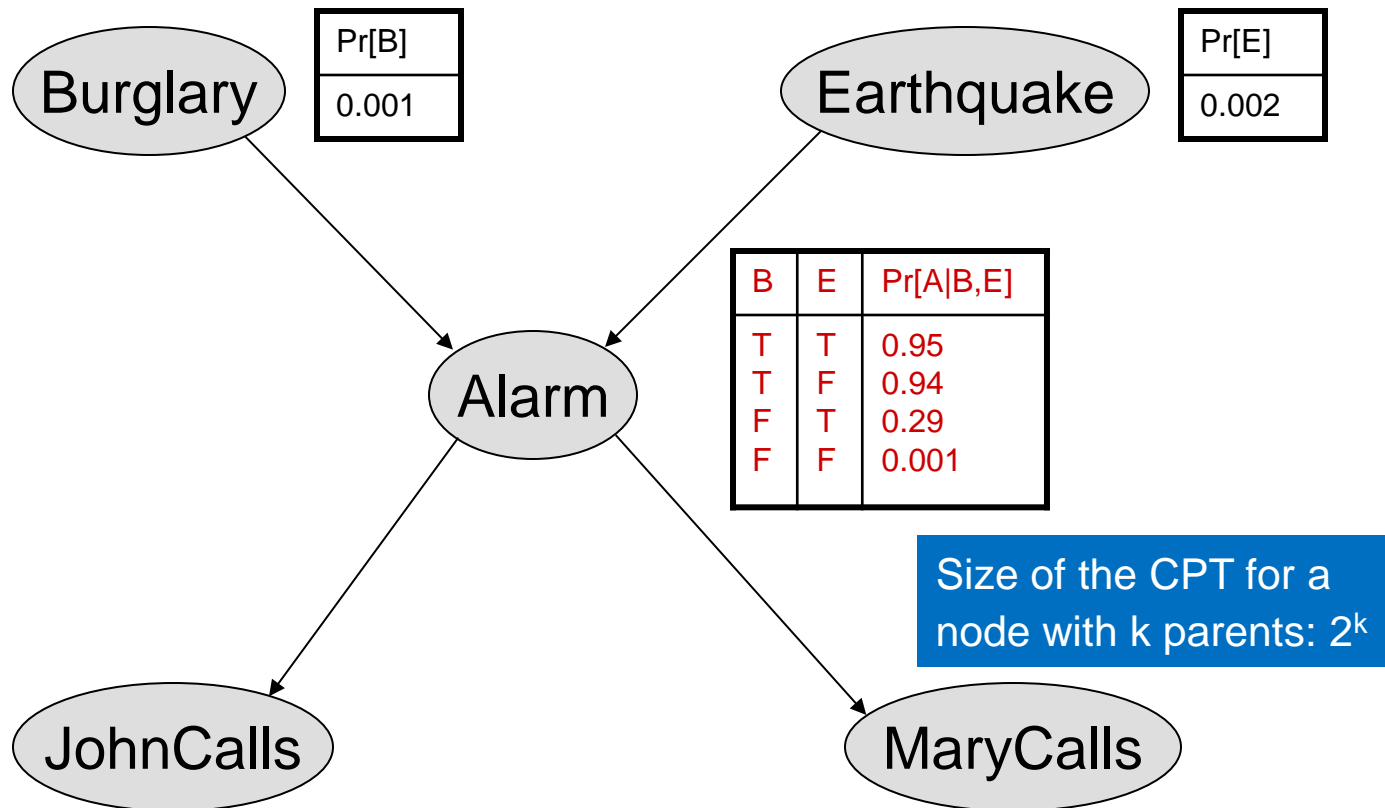 Burglary
Pr[B]
0.001
Earthquake
Pr[E]
0.002
Alarm
B E Pr[A|B,E]
T T 0.95
T F 0.94
F T 0.29
F F 0.001
Size of the CPT for a
node with k parents: 2ᵏ
JohnCalls
MaryCalls